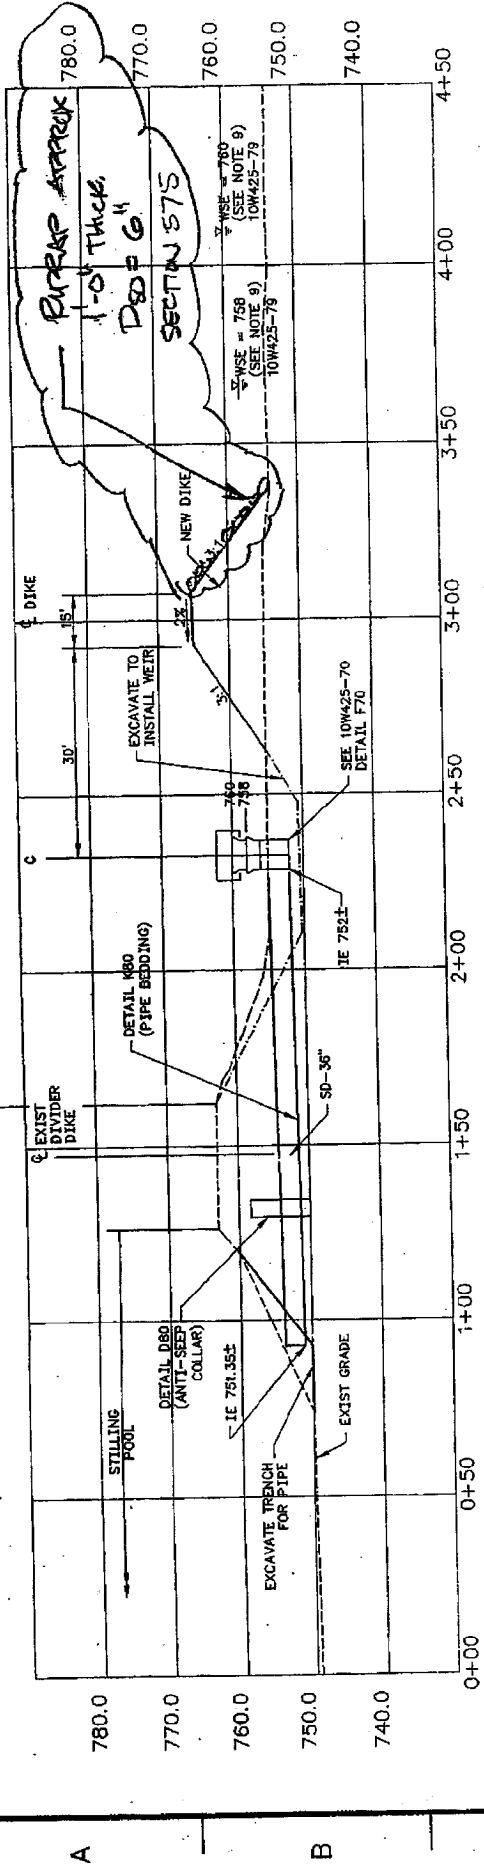 780.0
770.0
760.0
750.0
740.0
RIPRAP APPROX
1'-0" THICK,
D50 = 6"
SECTION 575
WSE = 760
(SEE NOTE 9)
10W425-79
WSE = 758
(SEE NOTE 9)
10W425-79
NEW DIKE
3:1
℄ DIKE
15'
2%
30'
EXCAVATE TO
INSTALL WEIR
3:1
C
760
758
SEE 10W425-70
DETAIL F70
IE 752±
DETAIL K80
(PIPE BEDDING)
SD-36"
℄ EXIST
DIVIDER
DIKE
STILLING
POOL
DETAIL D80
(ANTI-SEEP
COLLAR)
IE 751.35±
EXCAVATE TRENCH
FOR PIPE
EXIST GRADE
780.0
770.0
760.0
750.0
740.0
0+00
0+50
1+00
1+50
2+00
2+50
3+00
3+50
4+00
4+50
A
B